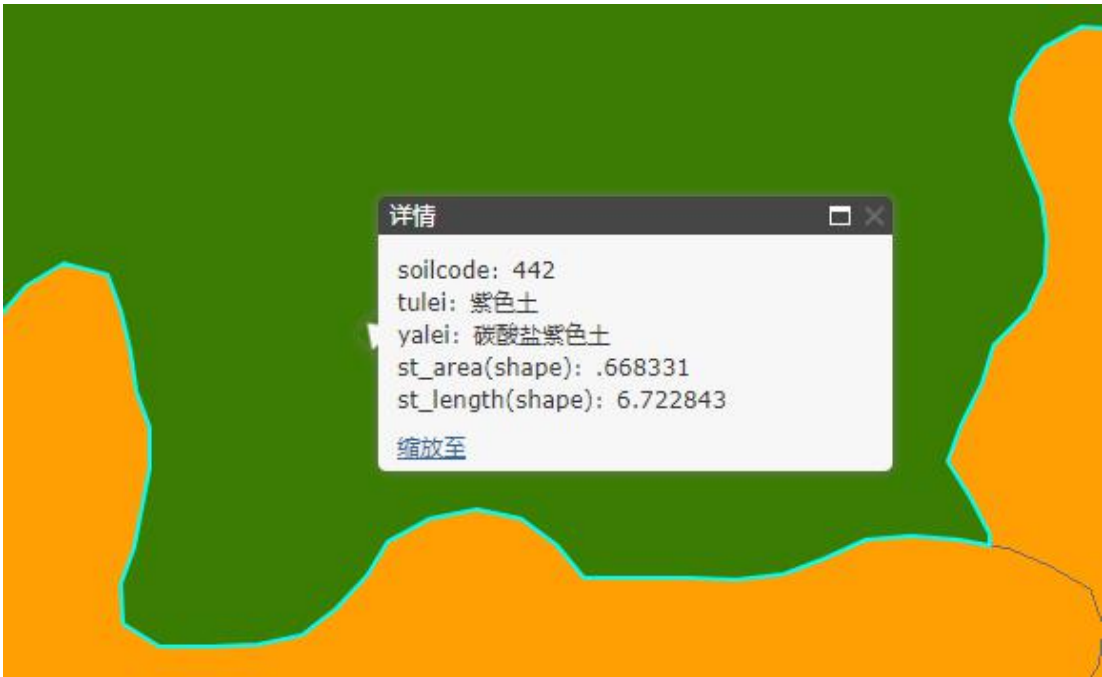 详情
soilcode: 442
tulei: 紫色土
yalei: 碳酸盐紫色土
st_area(shape): .668331
st_length(shape): 6.722843
缩放至